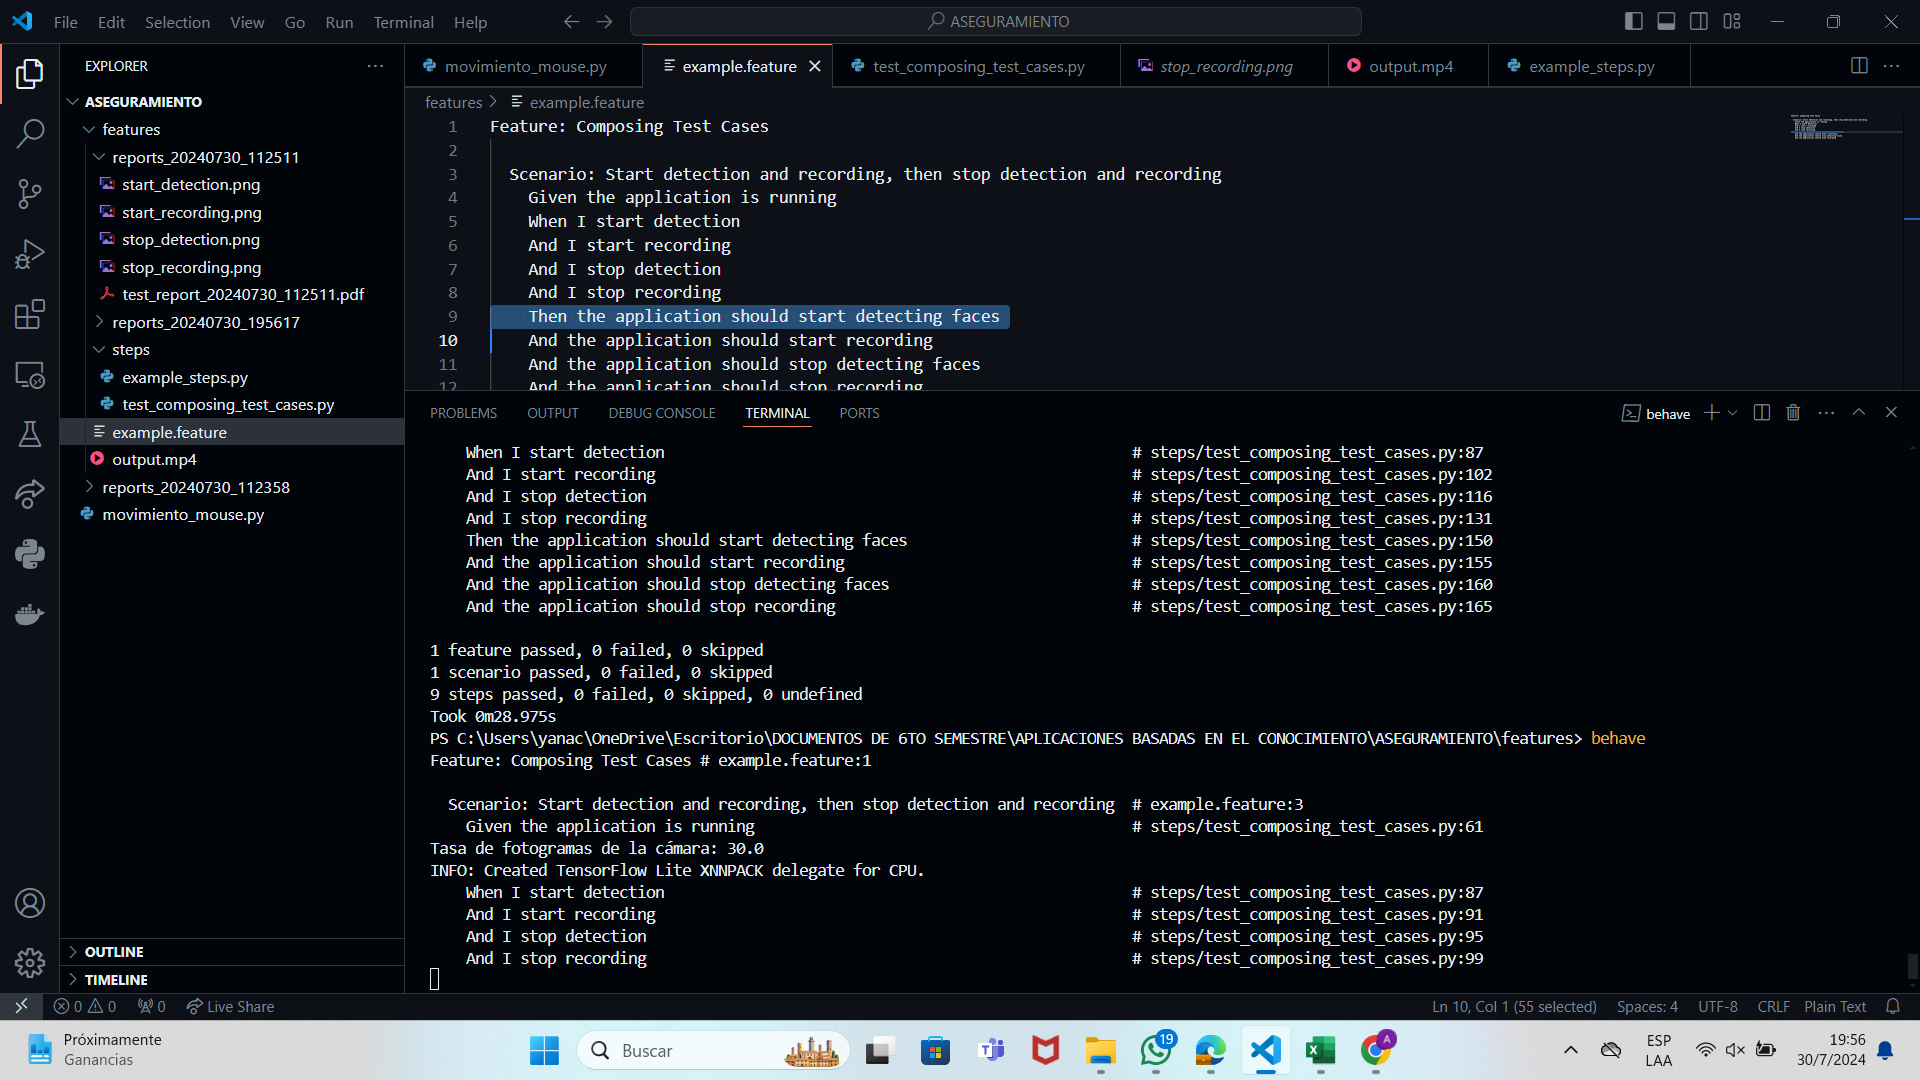 File Edit Selection View Go Run Terminal Help
ASEGURAMIENTO
EXPLORER
ASEGURAMIENTO
features
reports_20240730_112511
start_detection.png
start_recording.png
stop_detection.png
stop_recording.png
test_report_20240730_112511.pdf
reports_20240730_195617
steps
example_steps.py
test_composing_test_cases.py
example.feature
output.mp4
reports_20240730_112358
movimiento_mouse.py
OUTLINE
TIMELINE
movimiento_mouse.py example.feature test_composing_test_cases.py stop_recording.png output.mp4 example_steps.py
features > example.feature
1 Feature: Composing Test Cases
2
3 Scenario: Start detection and recording, then stop detection and recording
4 Given the application is running
5 When I start detection
6 And I start recording
7 And I stop detection
8 And I stop recording
9 Then the application should start detecting faces
10 And the application should start recording
11 And the application should stop detecting faces
12 And the application should stop recording
PROBLEMS OUTPUT DEBUG CONSOLE TERMINAL PORTS
behave
When I start detection # steps/test_composing_test_cases.py:87
And I start recording # steps/test_composing_test_cases.py:102
And I stop detection # steps/test_composing_test_cases.py:116
And I stop recording # steps/test_composing_test_cases.py:131
Then the application should start detecting faces # steps/test_composing_test_cases.py:150
And the application should start recording # steps/test_composing_test_cases.py:155
And the application should stop detecting faces # steps/test_composing_test_cases.py:160
And the application should stop recording # steps/test_composing_test_cases.py:165
1 feature passed, 0 failed, 0 skipped
1 scenario passed, 0 failed, 0 skipped
9 steps passed, 0 failed, 0 skipped, 0 undefined
Took 0m28.975s
PS C:\Users\yanac\OneDrive\Escritorio\DOCUMENTOS DE 6TO SEMESTRE\APLICACIONES BASADAS EN EL CONOCIMIENTO\ASEGURAMIENTO\features> behave
Feature: Composing Test Cases # example.feature:1
Scenario: Start detection and recording, then stop detection and recording # example.feature:3
Given the application is running # steps/test_composing_test_cases.py:61
Tasa de fotogramas de la cámara: 30.0
INFO: Created TensorFlow Lite XNNPACK delegate for CPU.
When I start detection # steps/test_composing_test_cases.py:87
And I start recording # steps/test_composing_test_cases.py:91
And I stop detection # steps/test_composing_test_cases.py:95
And I stop recording # steps/test_composing_test_cases.py:99
0 0 0 Live Share
Ln 10, Col 1 (55 selected) Spaces: 4 UTF-8 CRLF Plain Text
Próximamente
Ganancias
Buscar
19
A
ESP
LAA
19:56
30/7/2024